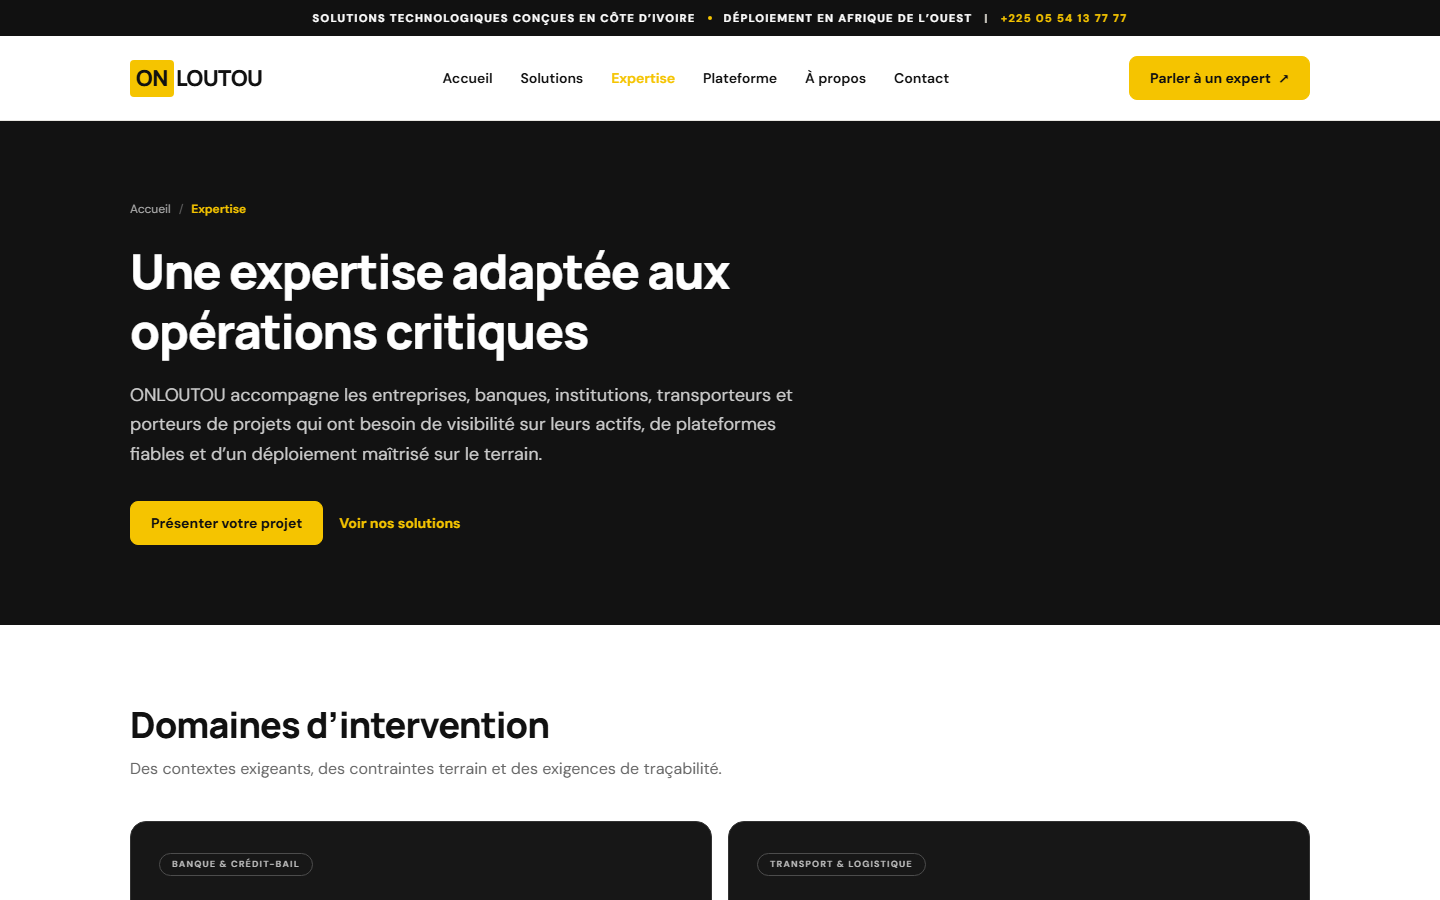 SOLUTIONS TECHNOLOGIQUES CONÇUES EN CÔTE D’IVOIRE • DÉPLOIEMENT EN AFRIQUE DE L’OUEST | +225 05 54 13 77 77
ON LOUTOU
Accueil Solutions Expertise Plateforme À propos Contact
Parler à un expert ↗
Accueil / Expertise
Une expertise adaptée aux
opérations critiques
ONLOUTOU accompagne les entreprises, banques, institutions, transporteurs et
porteurs de projets qui ont besoin de visibilité sur leurs actifs, de plateformes
fiables et d’un déploiement maîtrisé sur le terrain.
Présenter votre projet Voir nos solutions
Domaines d’intervention
Des contextes exigeants, des contraintes terrain et des exigences de traçabilité.
BANQUE & CRÉDIT-BAIL
TRANSPORT & LOGISTIQUE